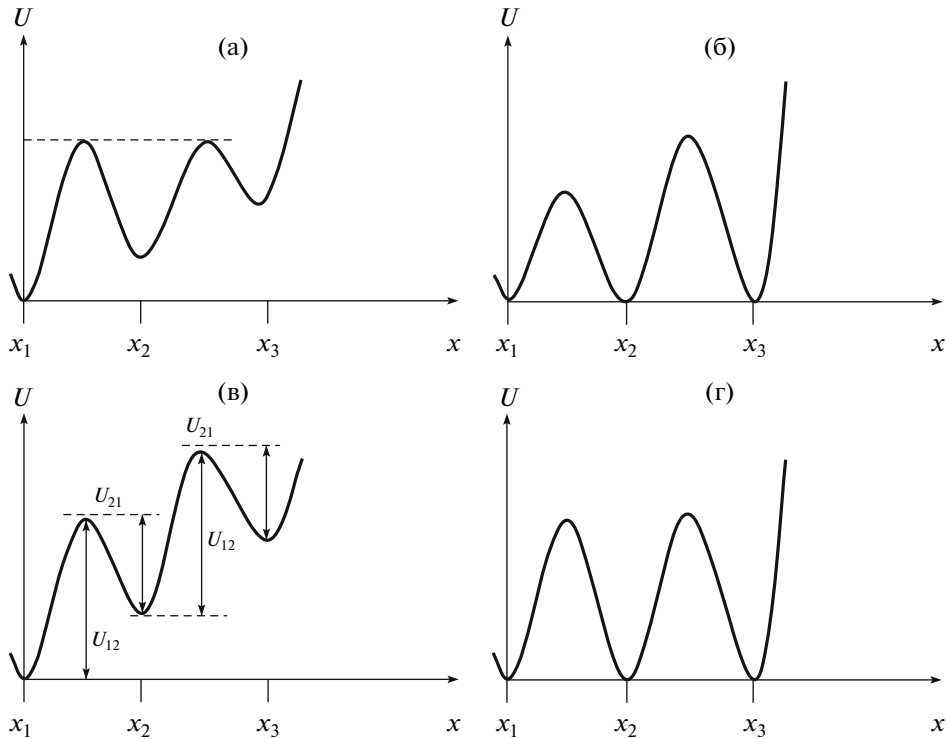 U
(а)
x1 x2 x3 x
U
(б)
x1 x2 x3 x
U
(в)
U21
U21
U12
U12
x1 x2 x3 x
U
(г)
x1 x2 x3 x